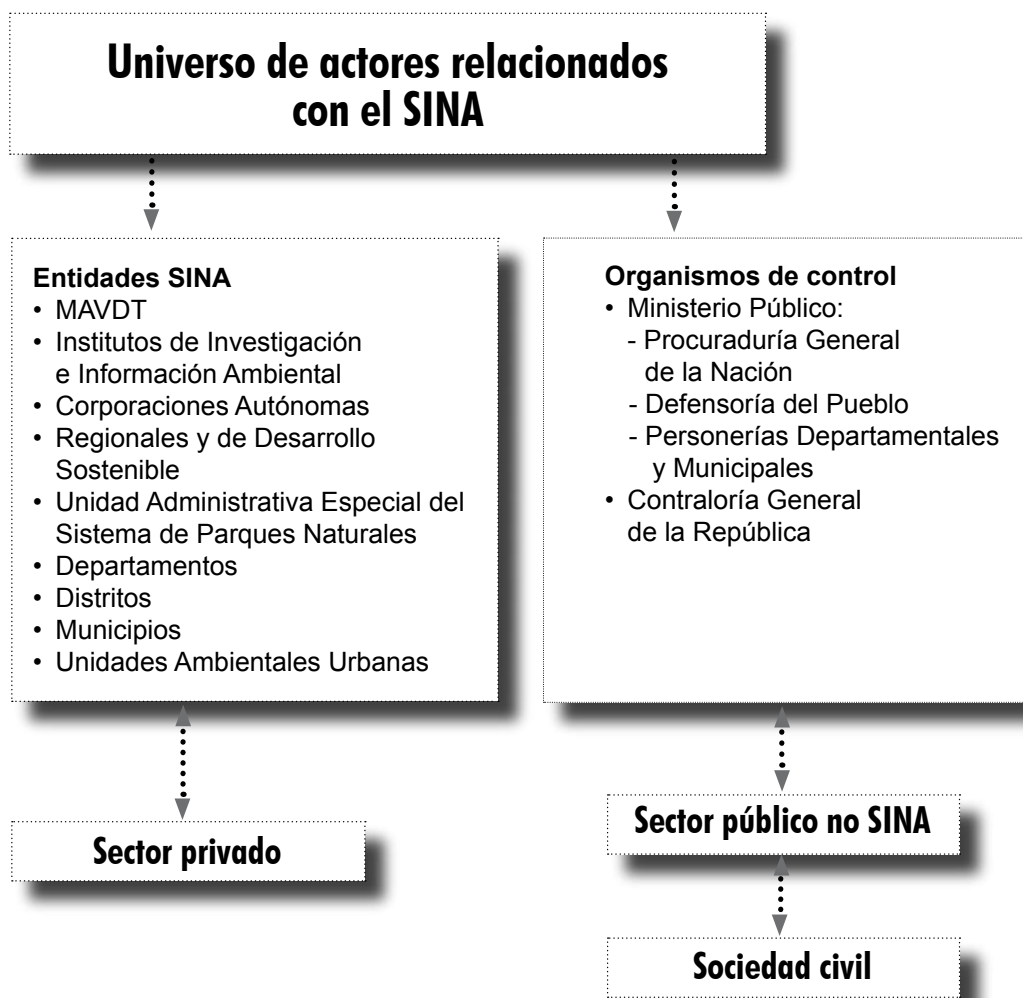 Universo de actores relacionados
con el SINA
Entidades SINA
• MAVDT
• Institutos de Investigación
e Información Ambiental
• Corporaciones Autónomas
• Regionales y de Desarrollo
Sostenible
• Unidad Administrativa Especial del
Sistema de Parques Naturales
• Departamentos
• Distritos
• Municipios
• Unidades Ambientales Urbanas
Organismos de control
• Ministerio Público:
- Procuraduría General
de la Nación
- Defensoría del Pueblo
- Personerías Departamentales
y Municipales
• Contraloría General
de la República
Sector privado
Sector público no SINA
Sociedad civil